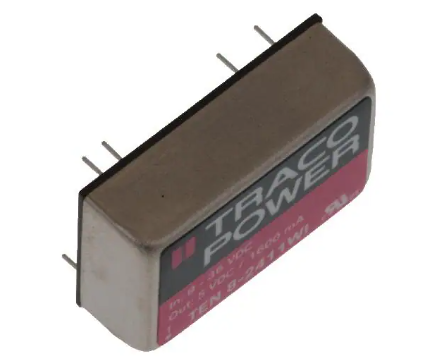 TRACO
POWER
In: 9 - 36 VDC
Out: 5 VDC / 1600 mA
TEN 8-2411WI